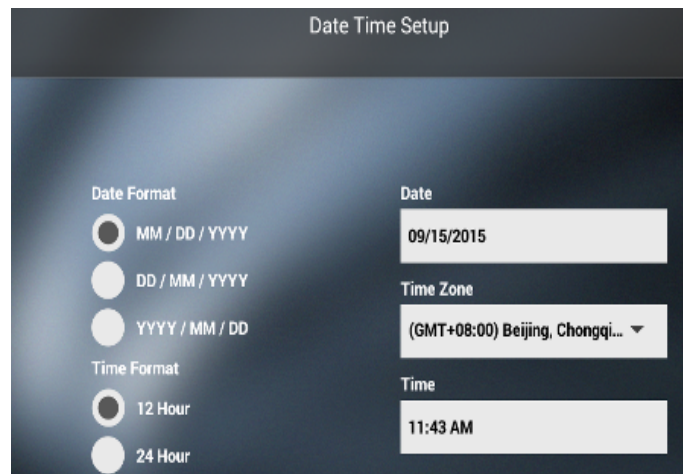 Date Time Setup
Date Format
MM / DD / YYYY
DD / MM / YYYY
YYYY / MM / DD
Time Format
12 Hour
24 Hour
Date
09/15/2015
Time Zone
(GMT+08:00) Beijing, Chongqi...
Time
11:43 AM